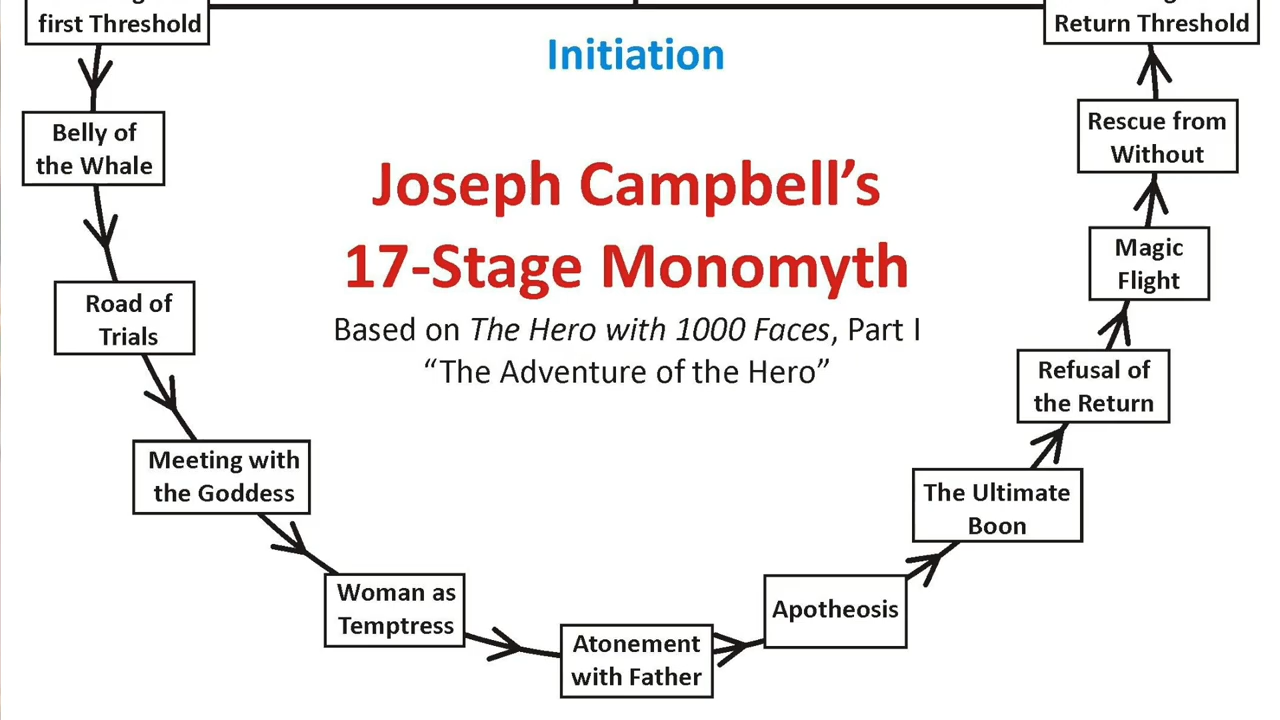 first Threshold
Return Threshold
Initiation
Belly of
the Whale
Rescue from
Without
Joseph Campbell’s
17-Stage Monomyth
Based on The Hero with 1000 Faces, Part I
“The Adventure of the Hero”
Magic
Flight
Road of
Trials
Refusal of
the Return
Meeting with
the Goddess
The Ultimate
Boon
Woman as
Temptress
Apotheosis
Atonement
with Father